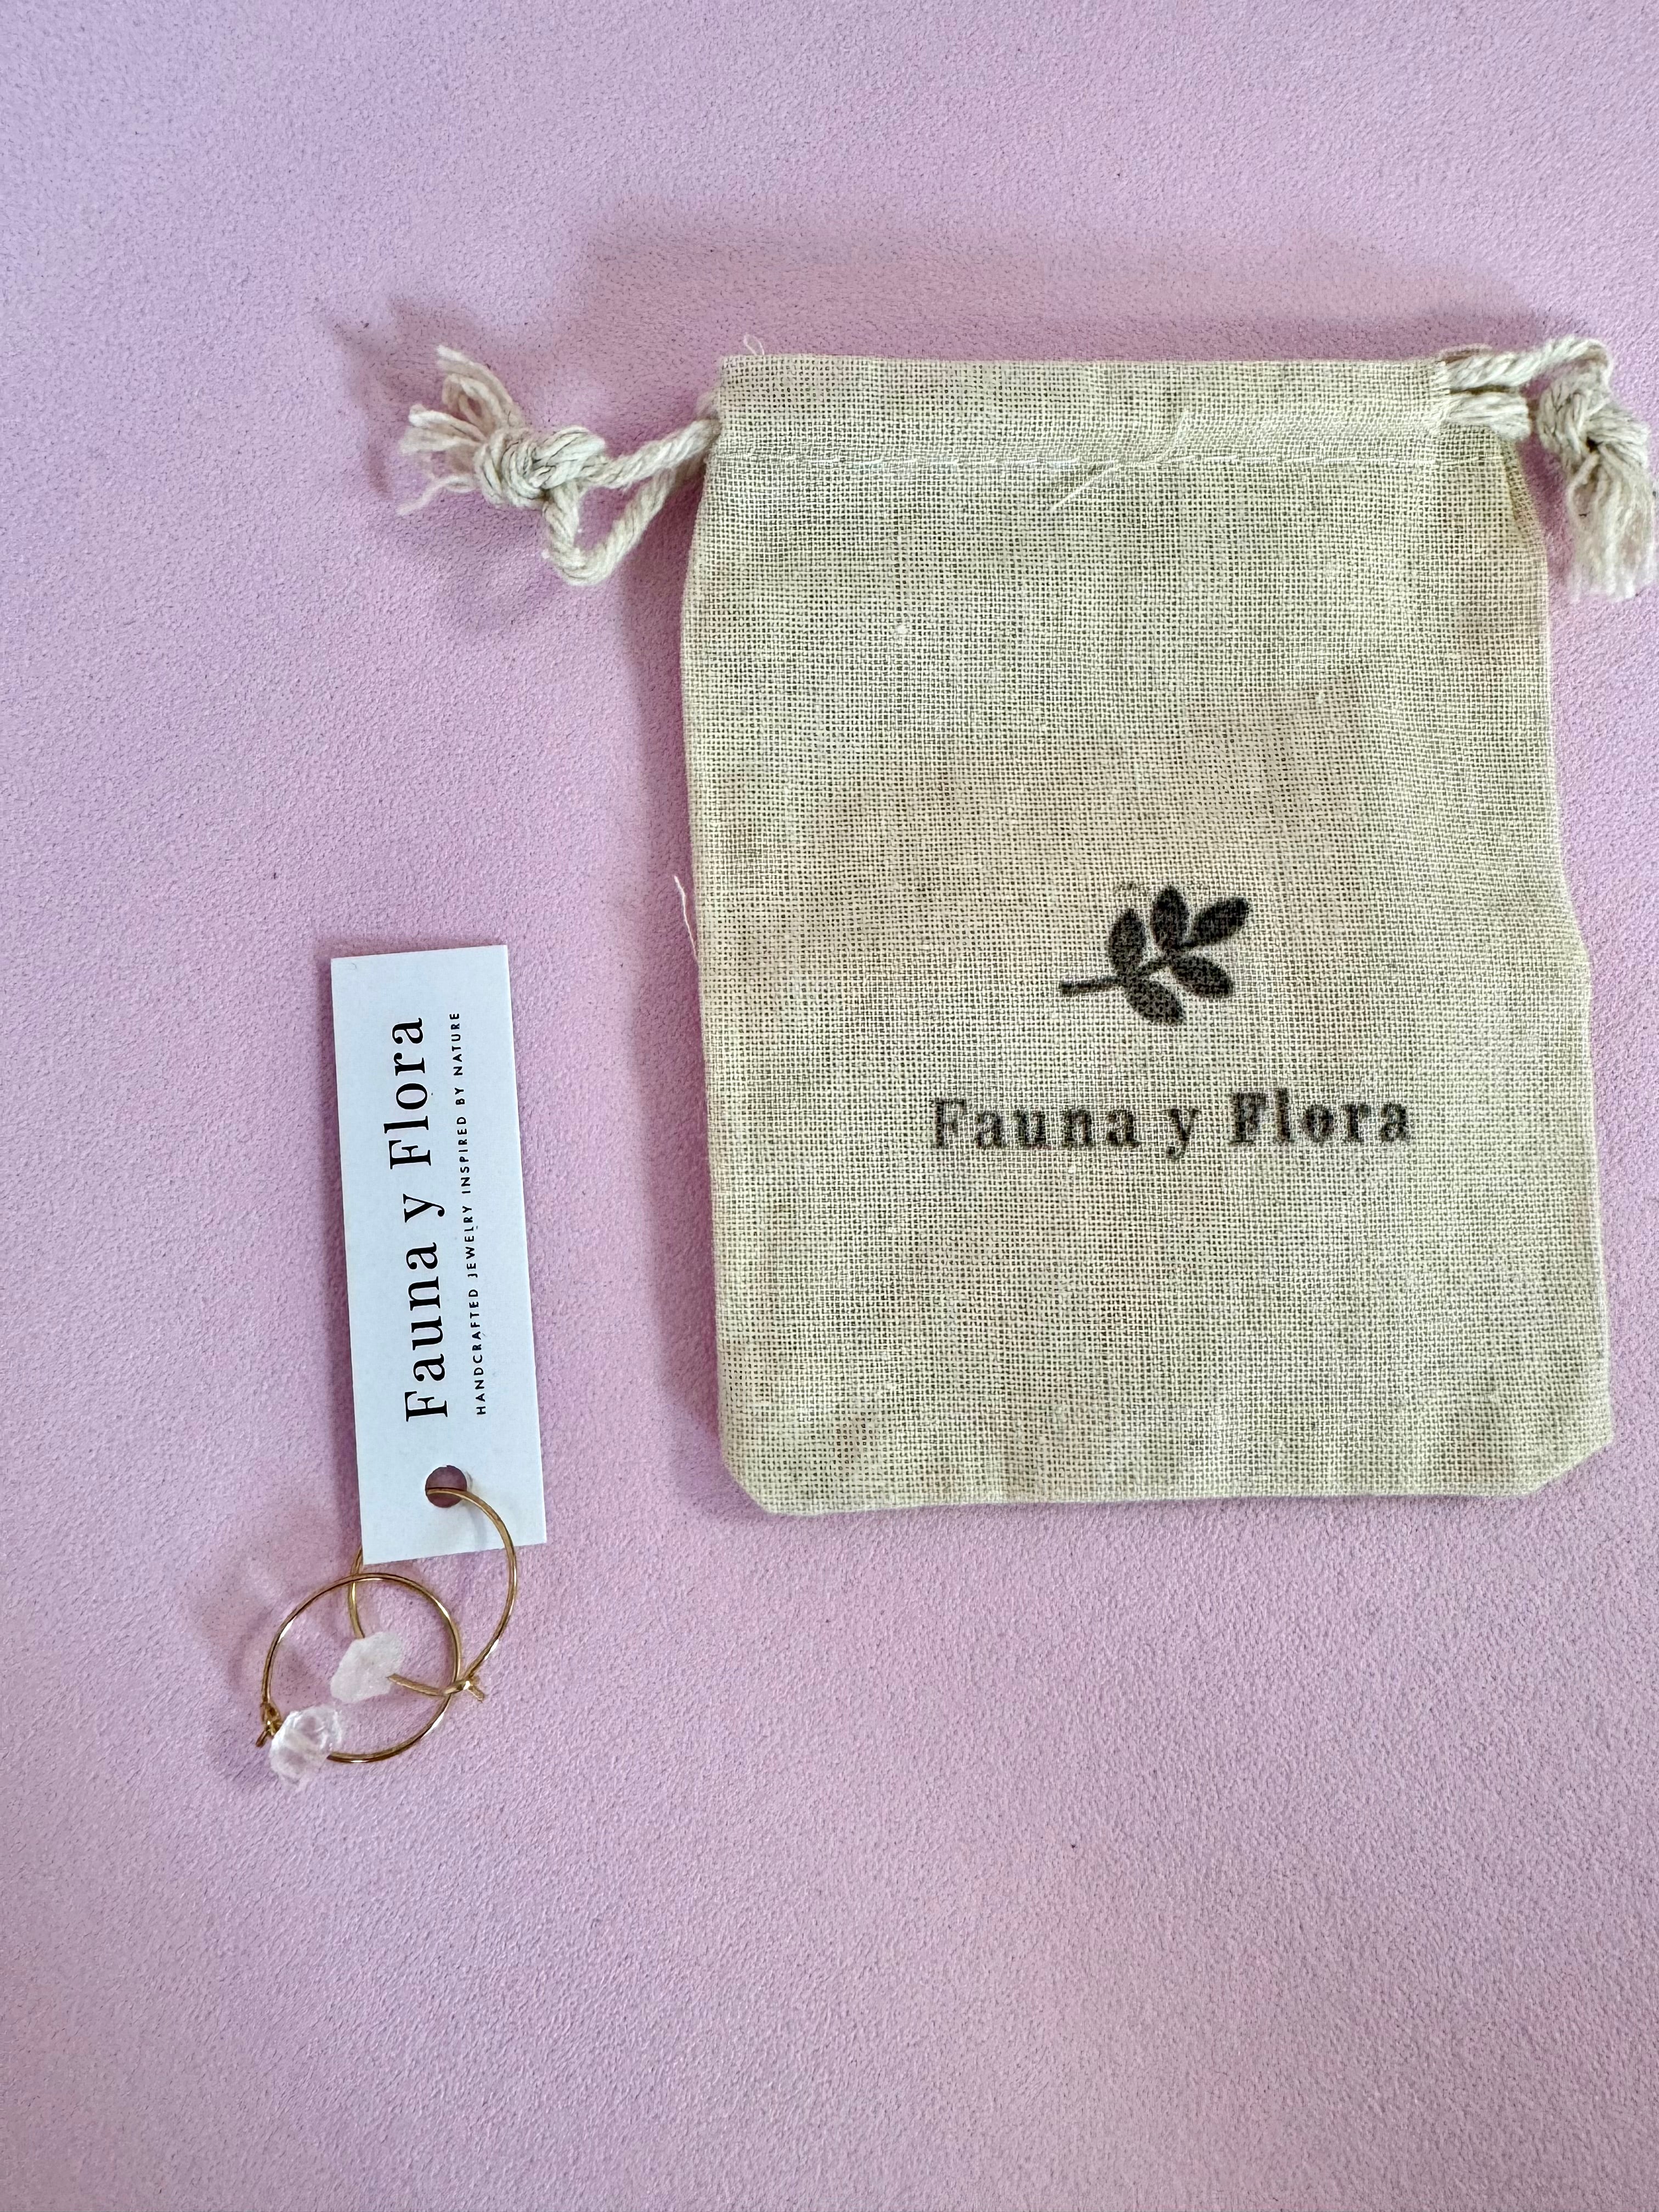 Fauna y Flora
HANDCRAFTED JEWELRY INSPIRED BY NATURE
Fauna y Flora